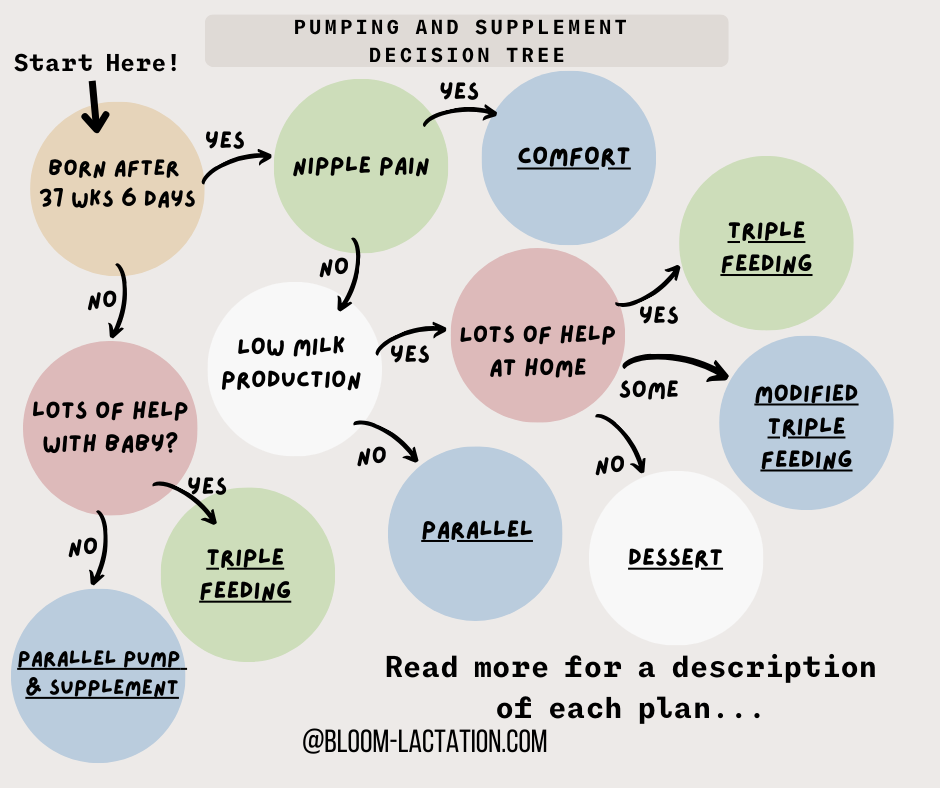 PUMPING AND SUPPLEMENT
DECISION TREE
Start Here!
BORN AFTER
37 WKS 6 DAYS
YES
NIPPLE PAIN
YES
COMFORT
NO
LOTS OF HELP
WITH BABY?
YES
TRIPLE
FEEDING
NO
PARALLEL PUMP
& SUPPLEMENT
NO
LOW MILK
PRODUCTION
YES
LOTS OF HELP
AT HOME
YES
TRIPLE
FEEDING
SOME
MODIFIED
TRIPLE
FEEDING
NO
DESSERT
NO
PARALLEL
Read more for a description
of each plan...
@BLOOM-LACTATION.COM